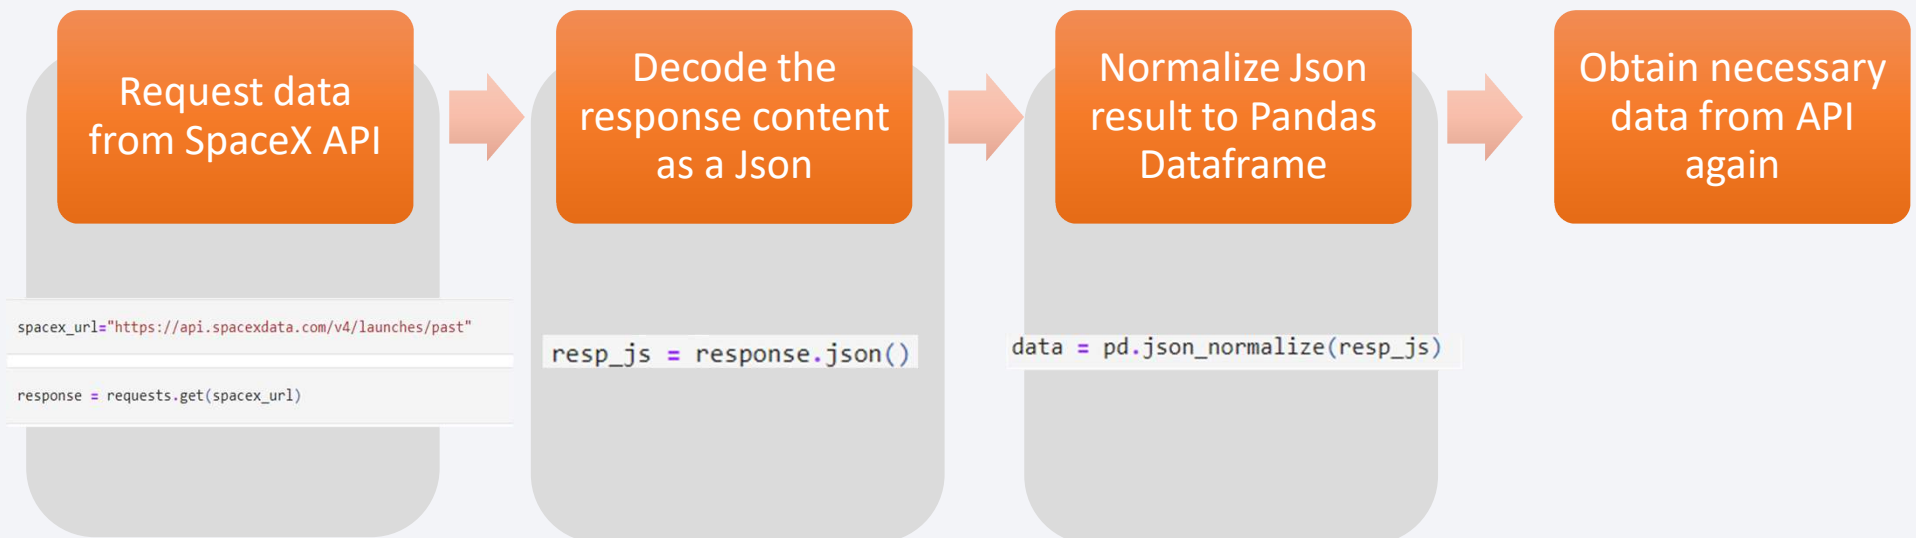 Request data
from SpaceX API
Decode the
response content
as a Json
Normalize Json
result to Pandas
Dataframe
Obtain necessary
data from API
again
spacex_url="https://api.spacexdata.com/v4/launches/past"
response = requests.get(spacex_url)
resp_js = response.json()
data = pd.json_normalize(resp_js)